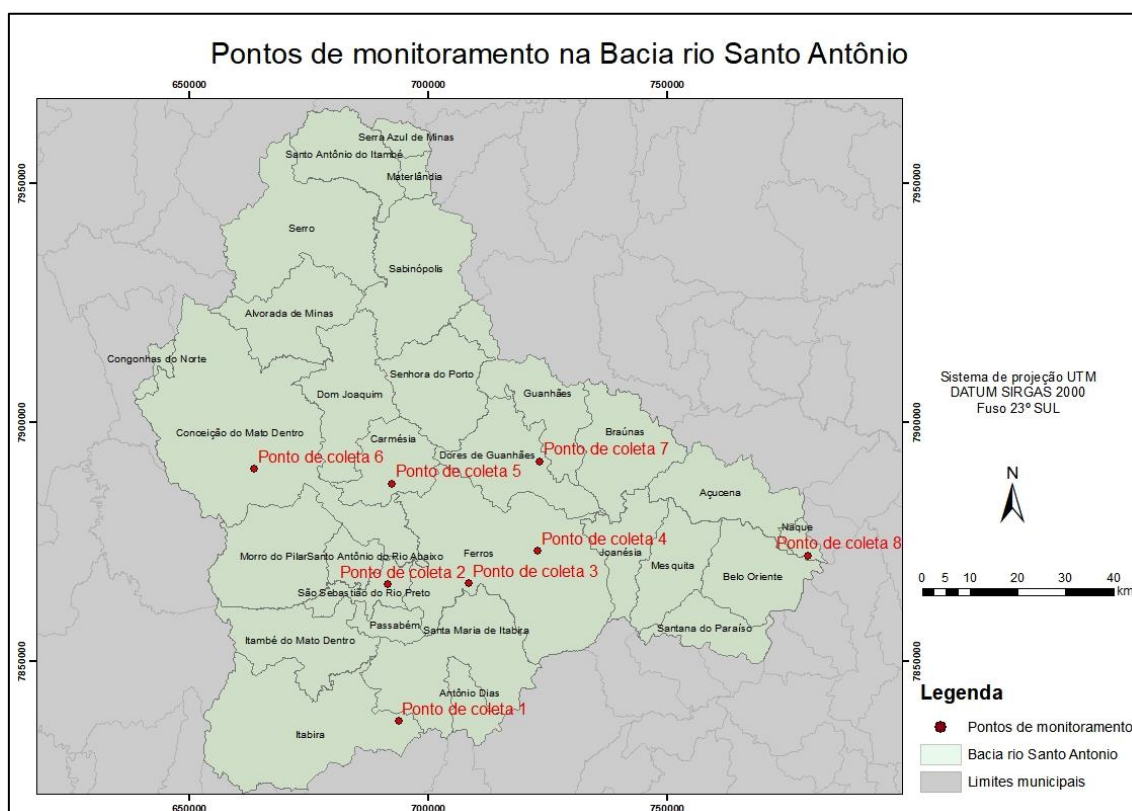 Pontos de monitoramento na Bacia rio Santo Antônio
650000 700000 750000
7950000 7950000
7900000 7900000
7850000 7850000
Serra Azul de Minas
Santo Antônio do Itambé
Materlândia
Serro
Sabinópolis
Alvorada de Minas
Congonhas do Norte
Senhora do Porto
Dom Joaquim
Guanhães
Conceição do Mato Dentro
Carmésia
Braúnas
Dores de Guanhães
Ponto de coleta 7
Ponto de coleta 6
Ponto de coleta 5
Açucena
Naque
Ponto de coleta 4
Ponto de coleta 8
Morro do Pilar
Santo Antônio do Rio Abaixo
Ferros
Joanésia
Mesquita
Ponto de coleta 2
Ponto de coleta 3
Belo Oriente
São Sebastião do Rio Preto
Passabém
Santa Maria de Itabira
Santana do Paraíso
Itambé do Mato Dentro
Antônio Dias
Ponto de coleta 1
Itabira
650000 700000 750000
Sistema de projeção UTM
DATUM SIRGAS 2000
Fuso 23º SUL
N
0 5 10 20 30 40
km
Legenda
Pontos de monitoramento
Bacia rio Santo Antonio
Limites municipais